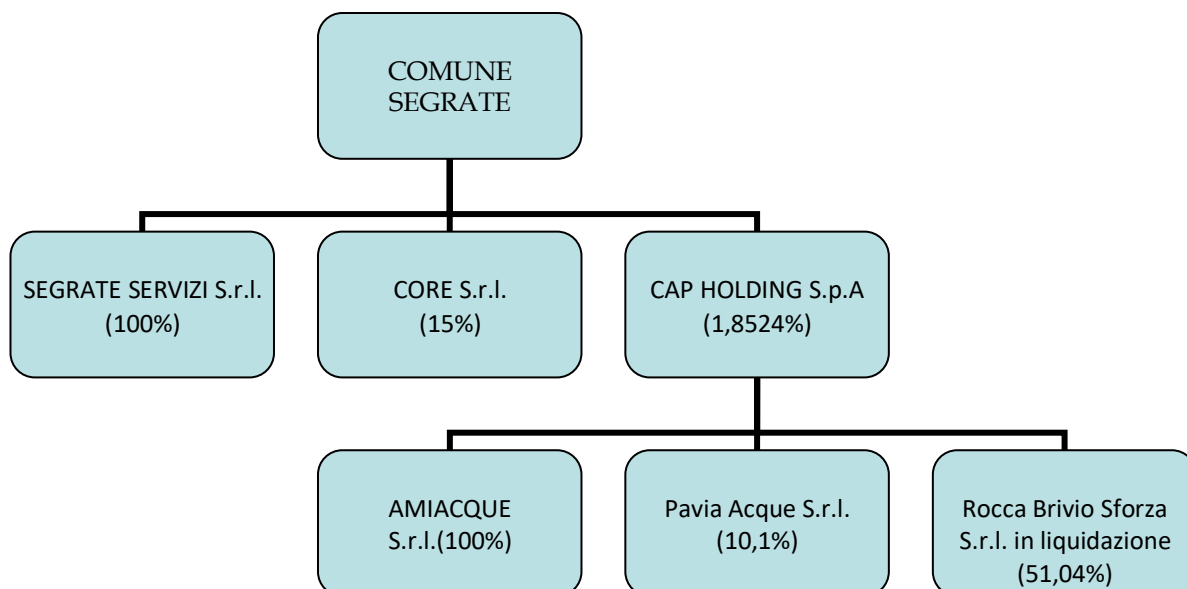 COMUNE
SEGRATE
SEGRATE SERVIZI S.r.l.
(100%)
CORE S.r.l.
(15%)
CAP HOLDING S.p.A
(1,8524%)
AMIACQUE
S.r.l.(100%)
Pavia Acque S.r.l.
(10,1%)
Rocca Brivio Sforza
S.r.l. in liquidazione
(51,04%)